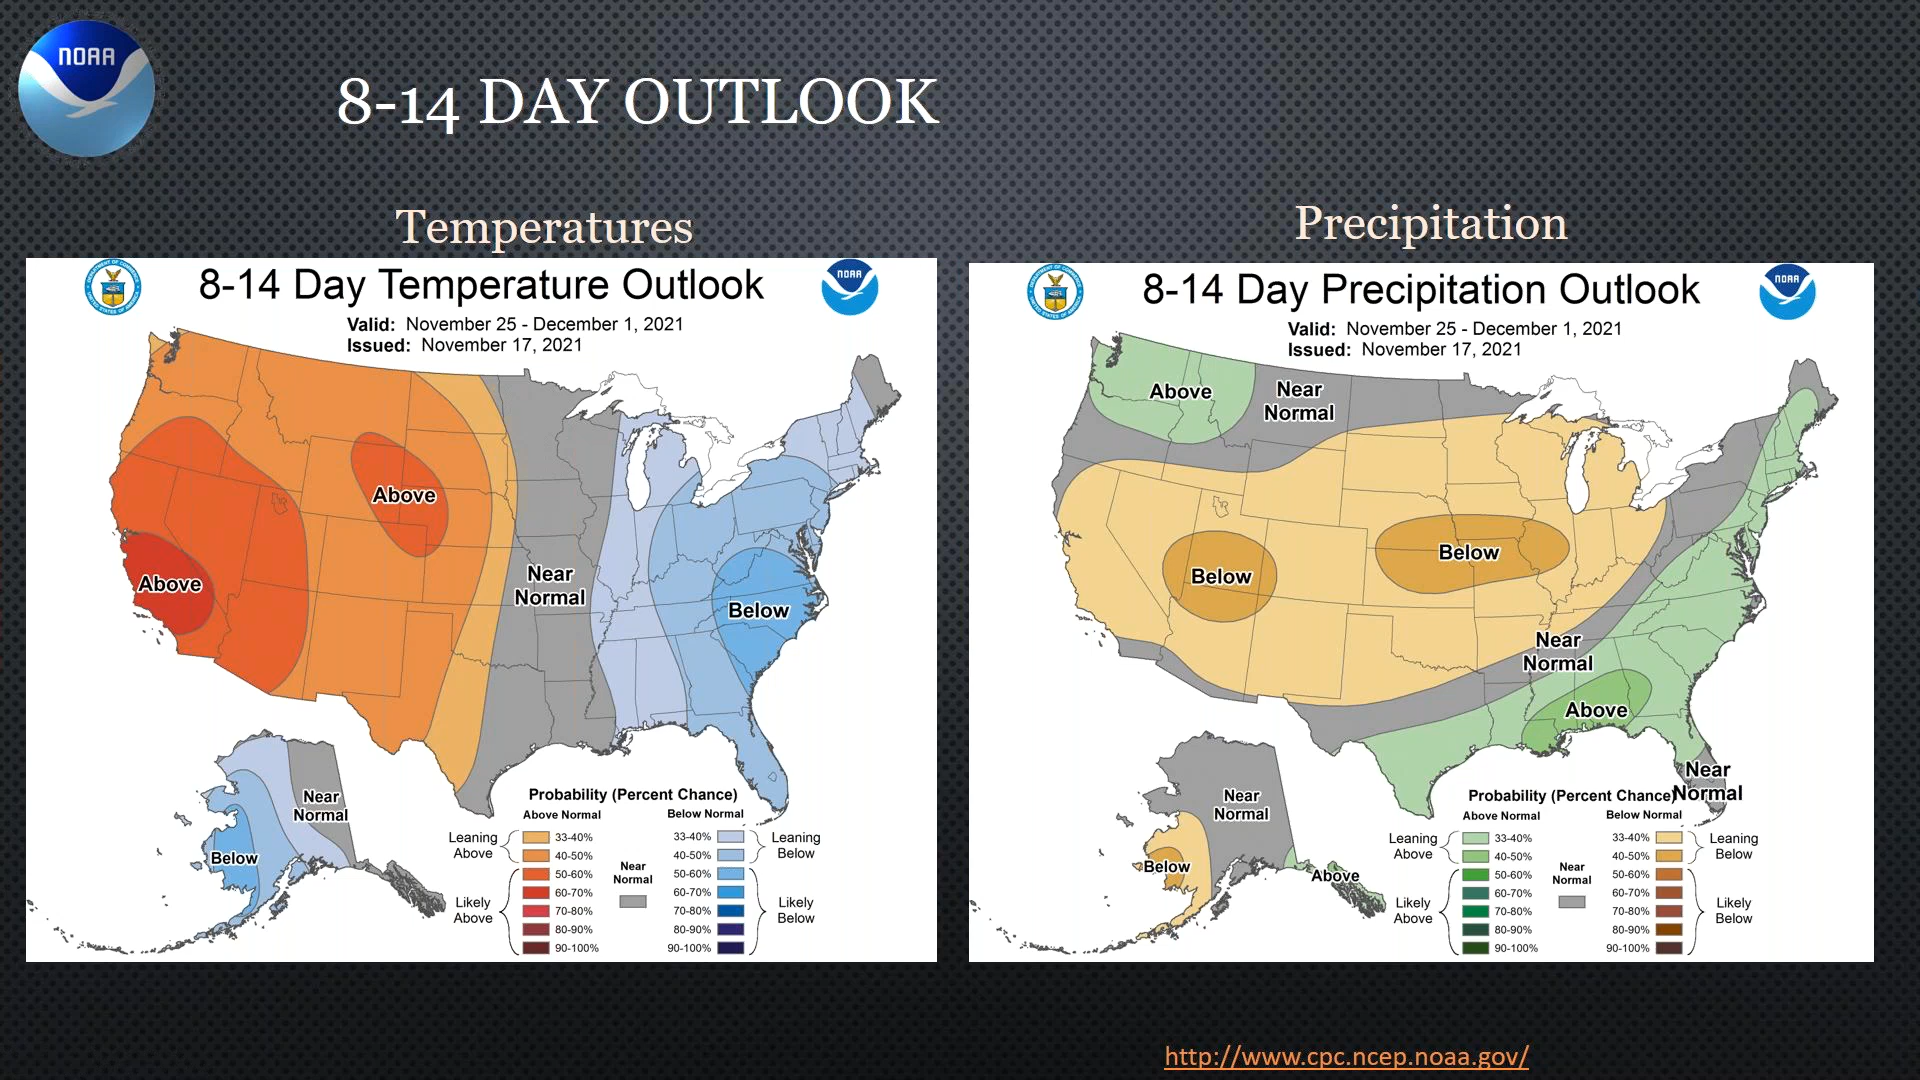 NOAA
8-14 DAY OUTLOOK
Temperatures
8-14 Day Temperature Outlook
NOAA
Valid: November 25 - December 1, 2021
Issued: November 17, 2021
Above
Above
Near
Normal
Below
Near
Normal
Below
Probability (Percent Chance)
Above Normal
Below Normal
Leaning
Above
33-40%
40-50%
50-60%
60-70%
70-80%
80-90%
90-100%
Likely
Above
Near
Normal
33-40%
40-50%
50-60%
60-70%
70-80%
80-90%
90-100%
Leaning
Below
Likely
Below
Precipitation
8-14 Day Precipitation Outlook
NOAA
Valid: November 25 - December 1, 2021
Issued: November 17, 2021
Above
Near
Normal
Below
Below
Near
Normal
Above
Near
Normal
Near
Normal
Below
Above
Probability (Percent Chance)
Above Normal
Below Normal
Leaning
Above
33-40%
40-50%
50-60%
60-70%
70-80%
80-90%
90-100%
Likely
Above
Near
Normal
33-40%
40-50%
50-60%
60-70%
70-80%
80-90%
90-100%
Leaning
Below
Likely
Below
http://www.cpc.ncep.noaa.gov/